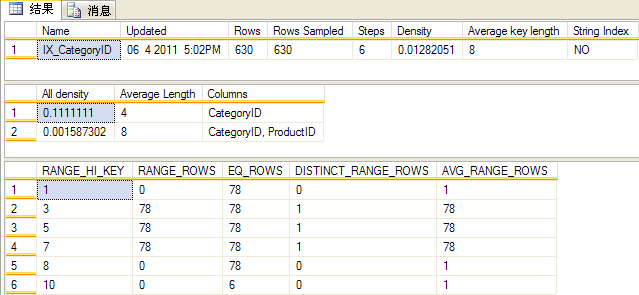 结果 消息
Name Updated Rows Rows Sampled Steps Density Average key length String Index
1 IX_CategoryID 06 4 2011 5:02PM 630 630 6 0.01282051 8 NO
All density Average Length Columns
1 0.1111111 4 CategoryID
2 0.001587302 8 CategoryID, ProductID
RANGE_HI_KEY RANGE_ROWS EQ_ROWS DISTINCT_RANGE_ROWS AVG_RANGE_ROWS
1 1 0 78 0 1
2 3 78 78 1 78
3 5 78 78 1 78
4 7 78 78 1 78
5 8 0 78 0 1
6 10 0 6 0 1